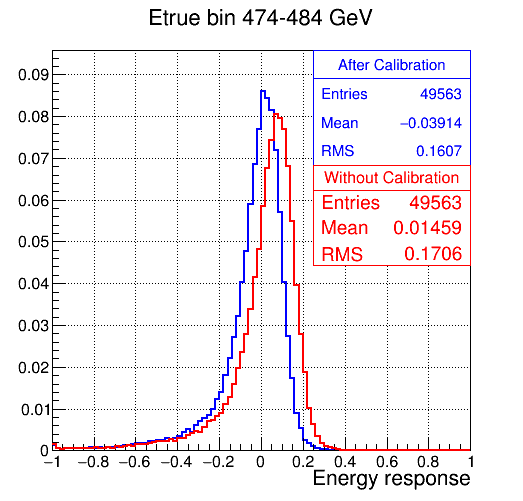 Etrue bin 474-484 GeV
After Calibration
Entries 49563
Mean −0.03914
RMS 0.1607
Without Calibration
Entries 49563
Mean 0.01459
RMS 0.1706
0.09
0.08
0.07
0.06
0.05
0.04
0.03
0.02
0.01
0
−1 −0.8 −0.6 −0.4 −0.2 0 0.2 0.4 0.6 0.8 1
Energy response